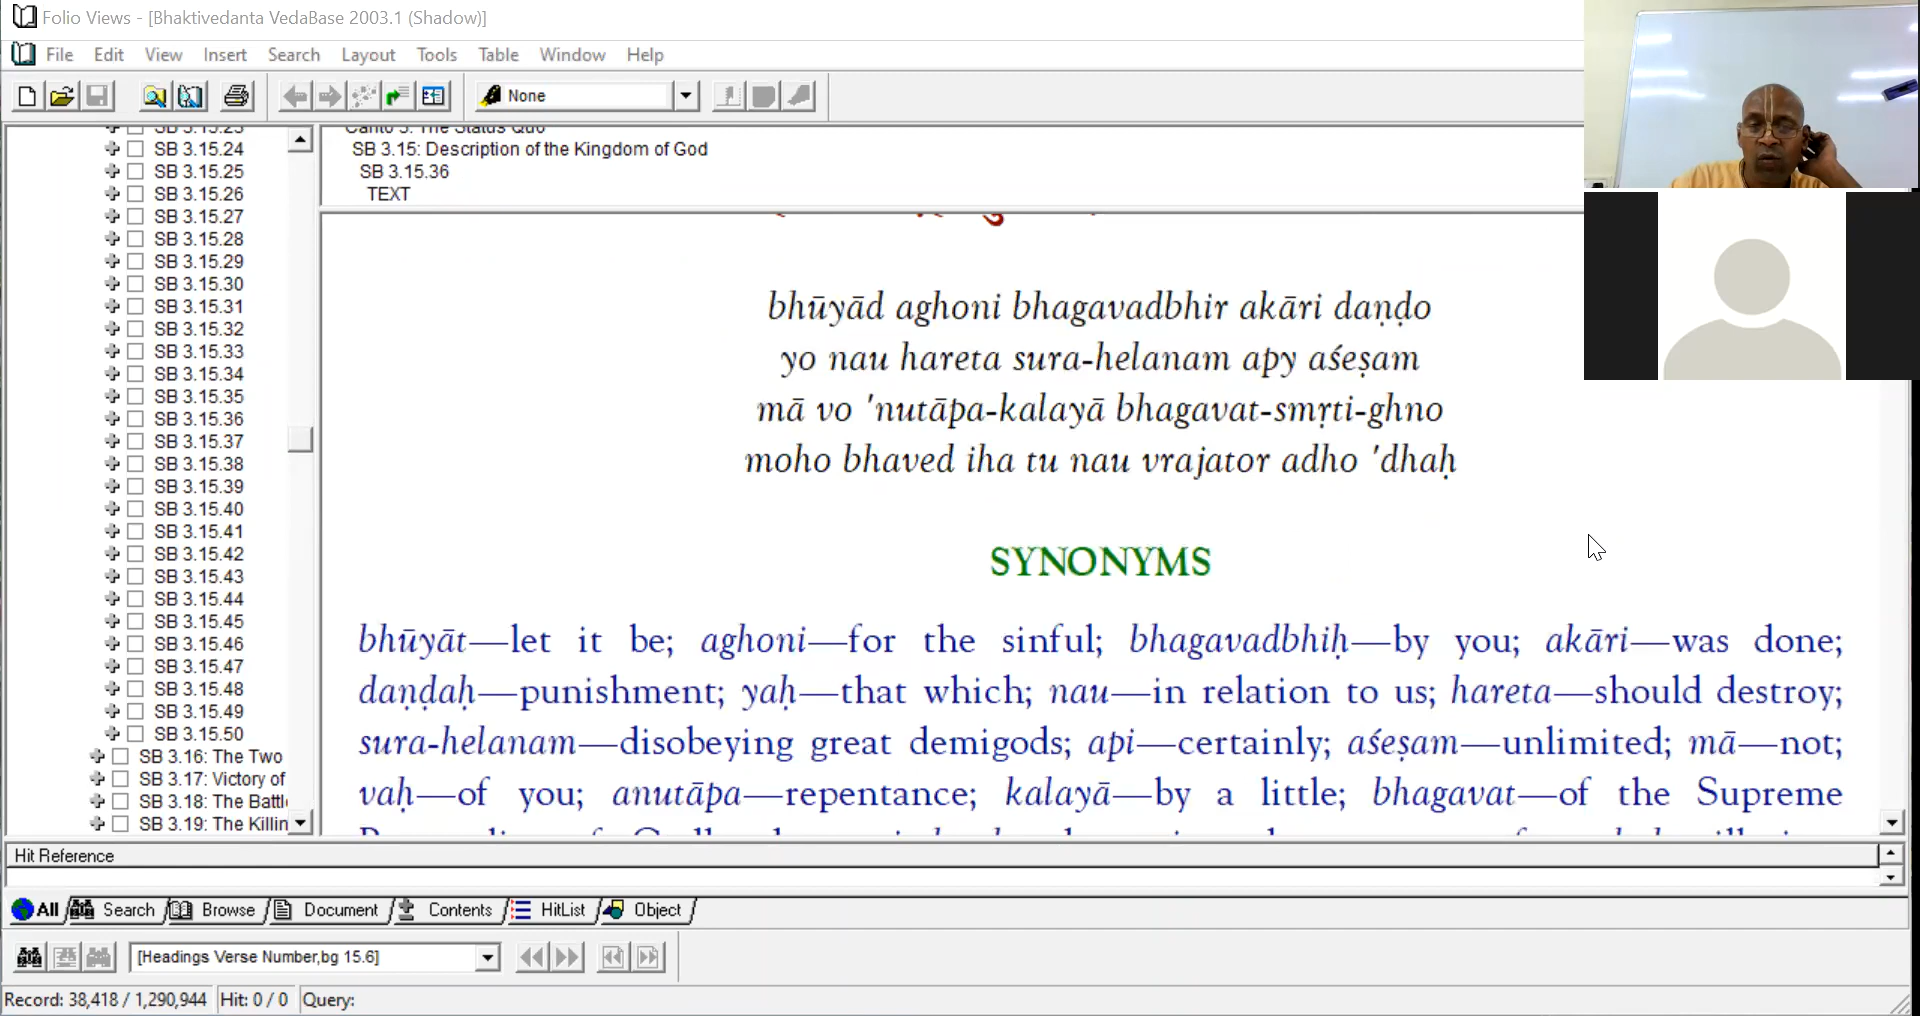 Folio Views - [Bhaktivedanta VedaBase 2003.1 (Shadow)]
File Edit View Insert Search Layout Tools Table Window Help
None
SB 3.15.23
SB 3.15.24
SB 3.15.25
SB 3.15.26
SB 3.15.27
SB 3.15.28
SB 3.15.29
SB 3.15.30
SB 3.15.31
SB 3.15.32
SB 3.15.33
SB 3.15.34
SB 3.15.35
SB 3.15.36
SB 3.15.37
SB 3.15.38
SB 3.15.39
SB 3.15.40
SB 3.15.41
SB 3.15.42
SB 3.15.43
SB 3.15.44
SB 3.15.45
SB 3.15.46
SB 3.15.47
SB 3.15.48
SB 3.15.49
SB 3.15.50
SB 3.16: The Two
SB 3.17: Victory of
SB 3.18: The Battl
SB 3.19: The Killin
Canto 3: The Status Quo
SB 3.15: Description of the Kingdom of God
SB 3.15.36
TEXT
bhūyād aghoni bhagavadbhir akāri daṇḍo
yo nau hareta sura-helanam apy aśeṣam
mā vo 'nutāpa-kalayā bhagavat-smṛti-ghno
moho bhaved iha tu nau vrajator adho 'dhaḥ
SYNONYMS
bhūyāt—let it be; aghoni—for the sinful; bhagavadbhiḥ—by you; akāri—was done;
daṇḍaḥ—punishment; yaḥ—that which; nau—in relation to us; hareta—should destroy;
sura-helanam—disobeying great demigods; api—certainly; aśeṣam—unlimited; mā—not;
vaḥ—of you; anutāpa—repentance; kalayā—by a little; bhagavat—of the Supreme
Hit Reference
All Search Browse Document Contents HitList Object
[Headings Verse Number,bg 15.6]
Record: 38,418 / 1,290,944 Hit: 0 / 0 Query: